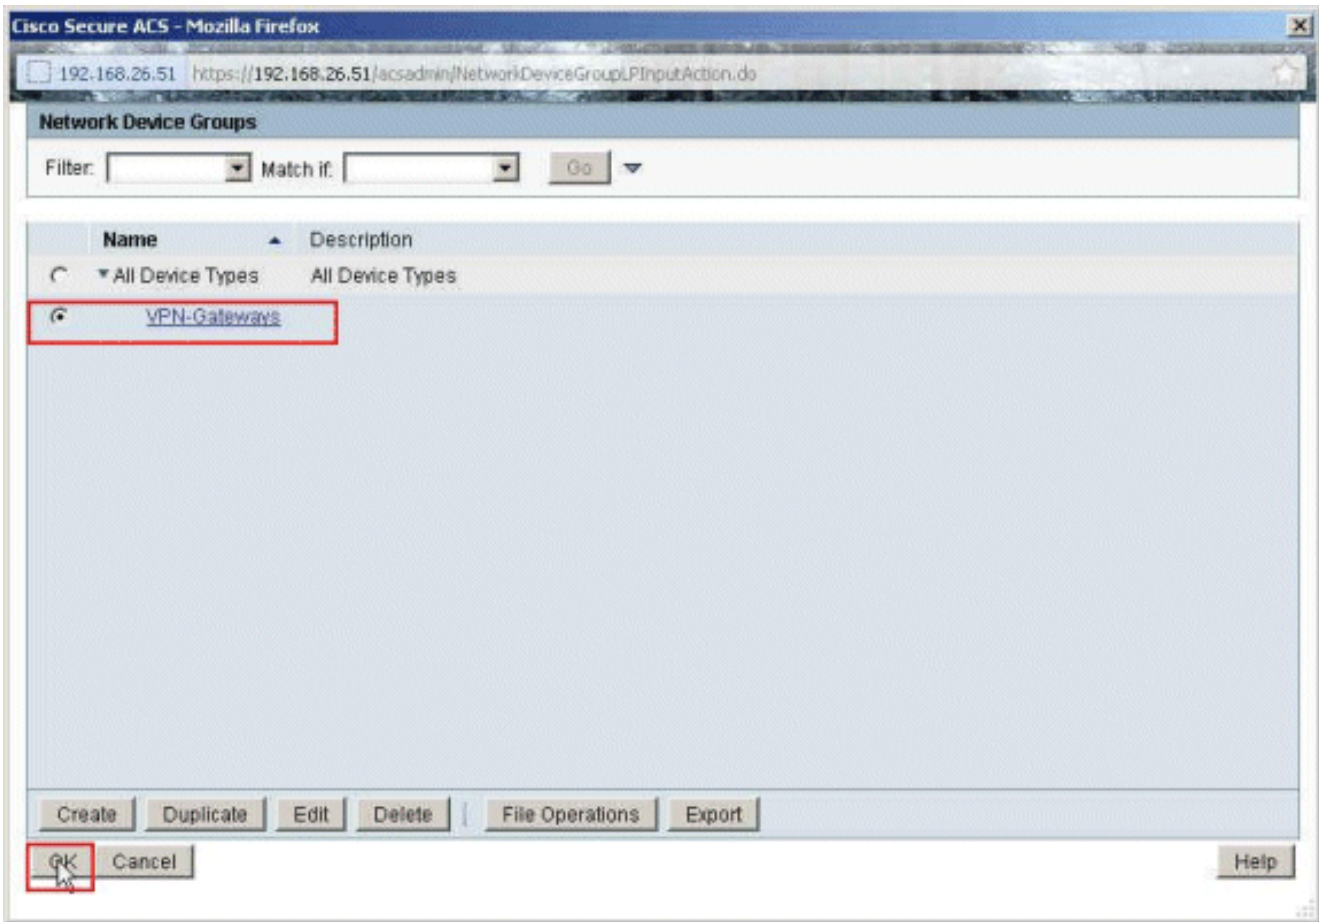 Cisco Secure ACS - Mozilla Firefox
192.168.26.51 https://192.168.26.51/acsadmin/NetworkDeviceGroupLPInputAction.do
Network Device Groups
Filter: Match if: Go
Name Description
All Device Types All Device Types
VPN-Gateways
Create Duplicate Edit Delete | File Operations Export
OK Cancel Help